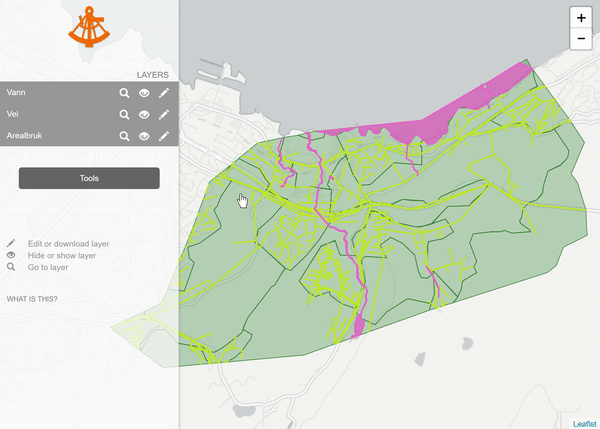 LAYERS
Vann
Vei
Arealbruk
Tools
Edit or download layer
Hide or show layer
Go to layer
WHAT IS THIS?
+
−
Leaflet